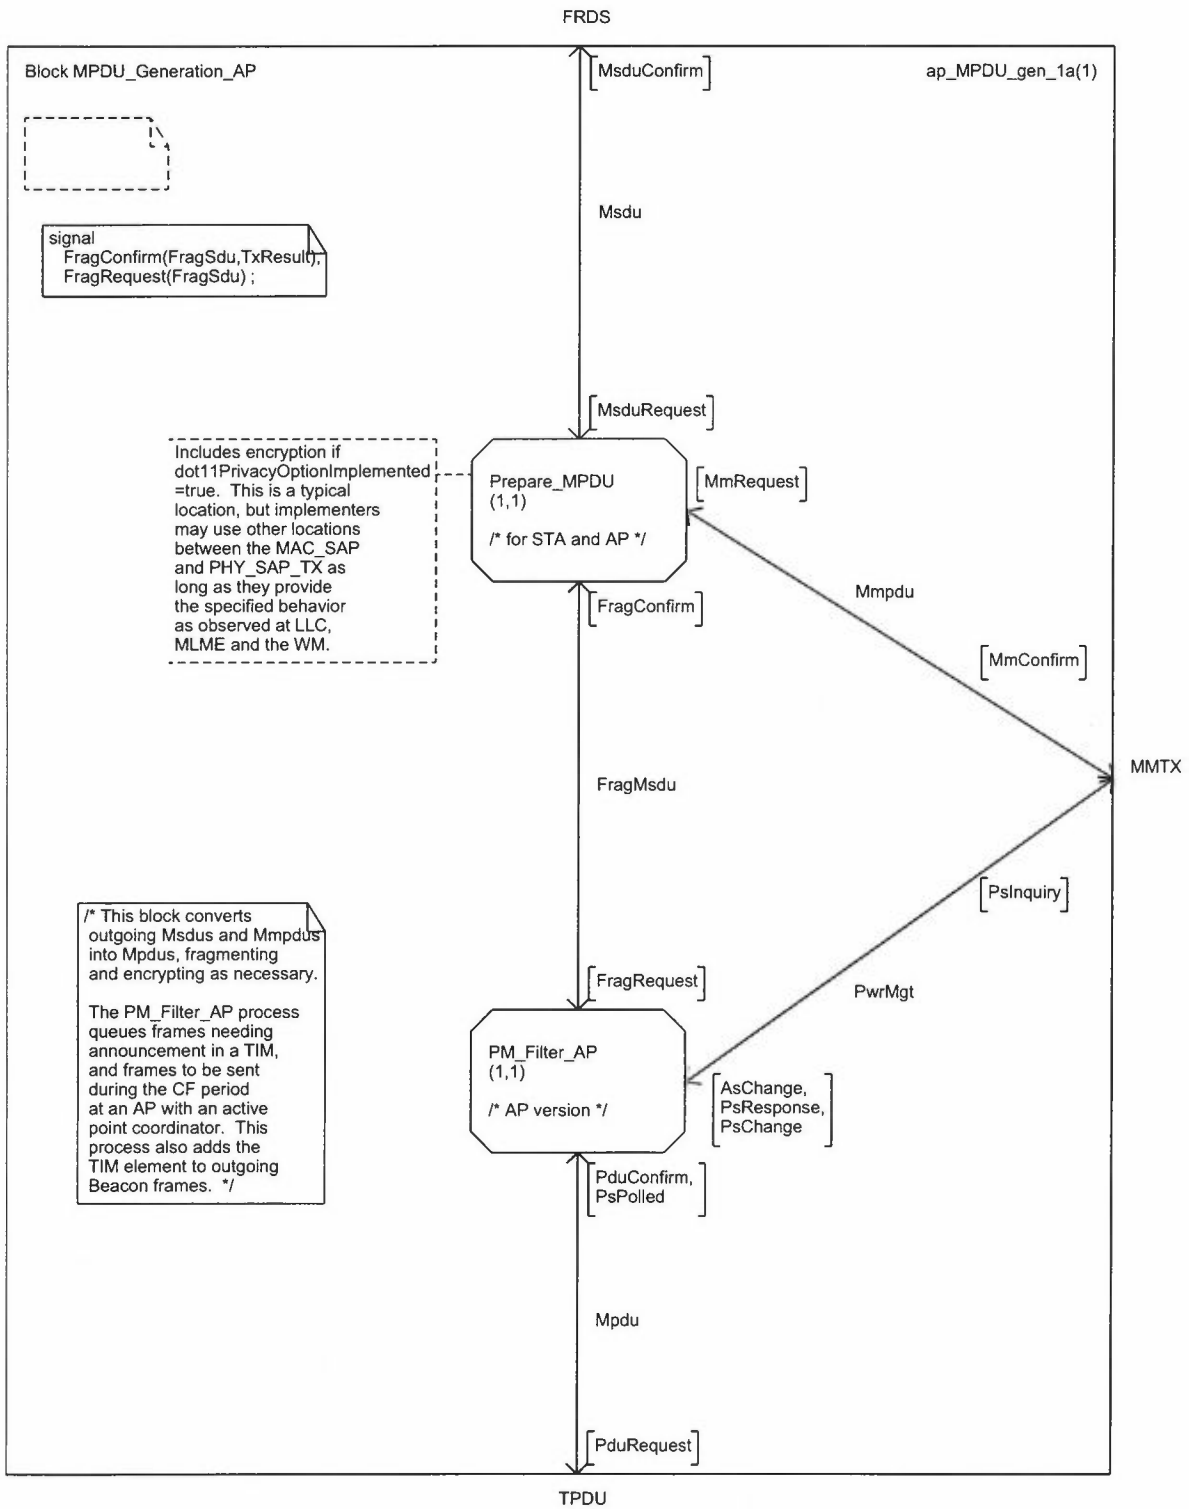 FRDS
Block MPDU_Generation_AP
[MsduConfirm]
ap_MPDU_gen_1a(1)
Msdu
signal
FragConfirm(FragSdu,TxResult),
FragRequest(FragSdu) ;
[MsduRequest]
Includes encryption if
dot11PrivacyOptionImplemented
=true. This is a typical
location, but implementers
may use other locations
between the MAC_SAP
and PHY_SAP_TX as
long as they provide
the specified behavior
as observed at LLC,
MLME and the WM.
Prepare_MPDU
(1,1)
/* for STA and AP */
[MmRequest]
[FragConfirm]
Mmpdu
[MmConfirm]
MMTX
FragMsdu
[PsInquiry]
/* This block converts
outgoing Msdus and Mmpdus
into Mpdus, fragmenting
and encrypting as necessary.
The PM_Filter_AP process
queues frames needing
announcement in a TIM,
and frames to be sent
during the CF period
at an AP with an active
point coordinator. This
process also adds the
TIM element to outgoing
Beacon frames. */
[FragRequest]
PwrMgt
PM_Filter_AP
(1,1)
/* AP version */
[AsChange,
PsResponse,
PsChange]
[PduConfirm,
PsPolled]
Mpdu
[PduRequest]
TPDU